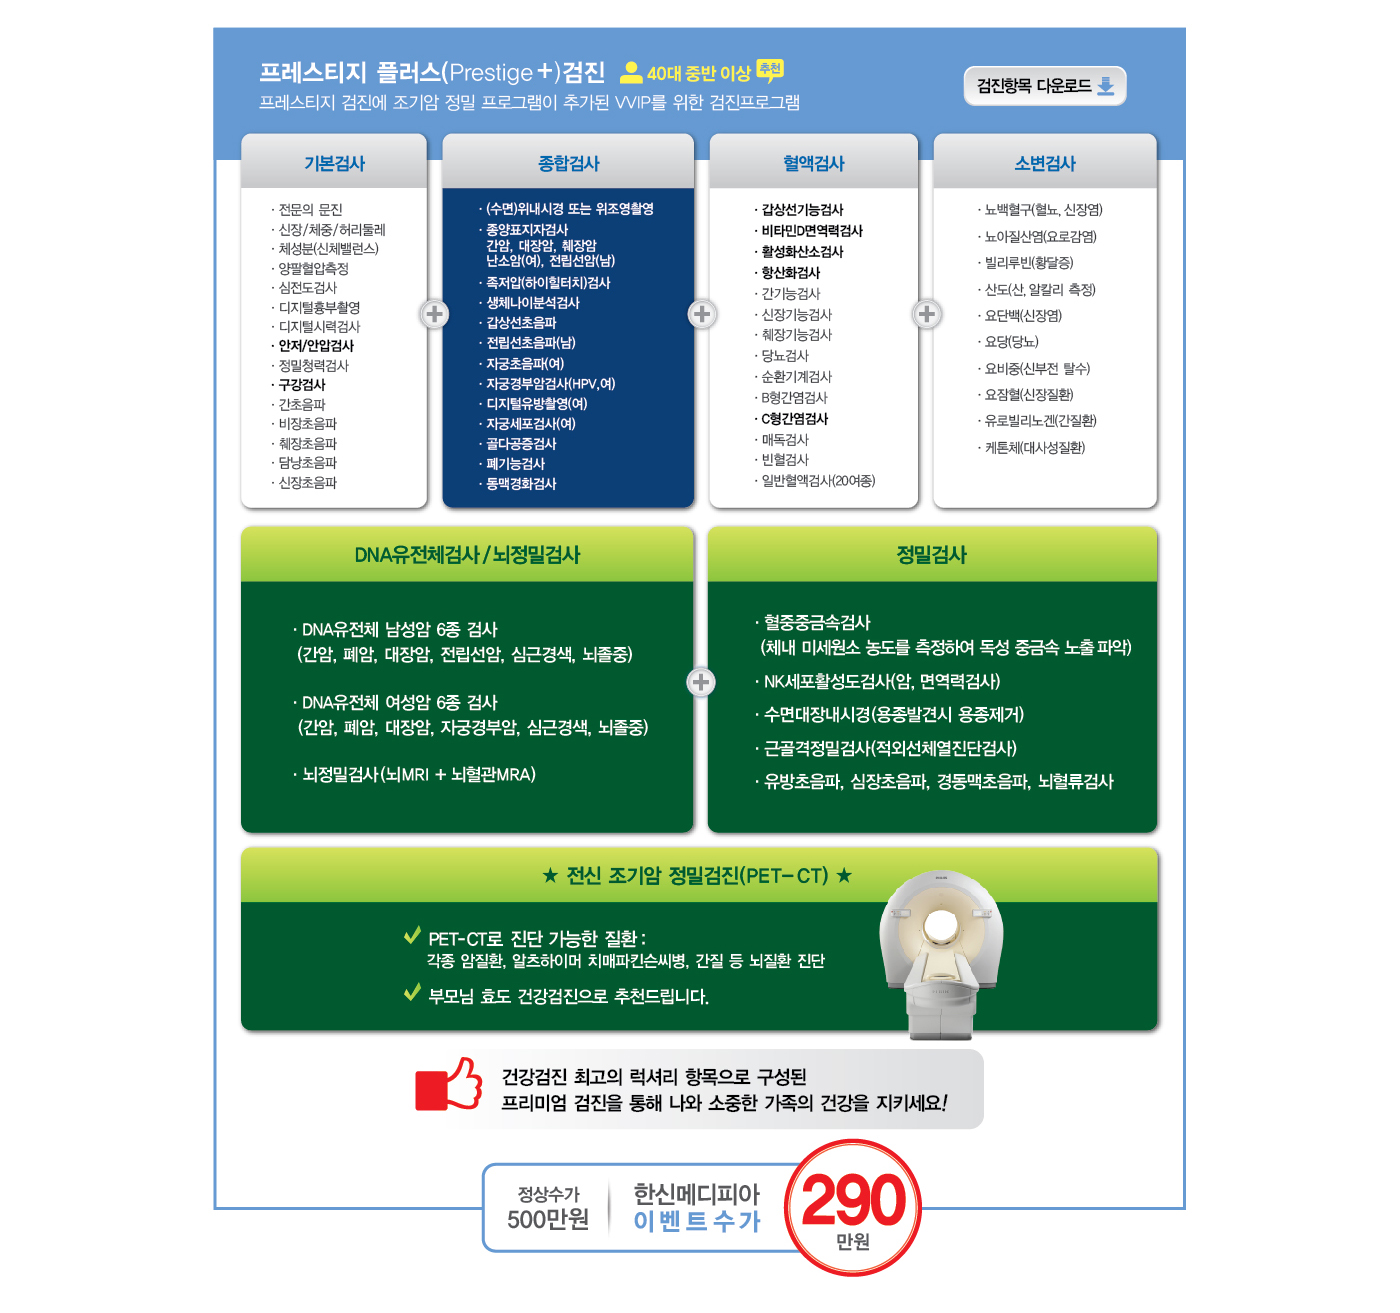 프레스티지 플러스(Prestige+)검진 40대 중반 이상 추천
프레스티지 검진에 조기암 정밀 프로그램이 추가된 VVIP를 위한 검진프로그램
검진항목 다운로드
기본검사
· 전문의 문진
· 신장/체중/허리둘레
· 체성분(신체밸런스)
· 양팔혈압측정
· 심전도검사
· 디지털흉부촬영
· 디지털시력검사
· 안저/안압검사
· 정밀청력검사
· 구강검사
· 간초음파
· 비장초음파
· 췌장초음파
· 담낭초음파
· 신장초음파
종합검사
· (수면)위내시경 또는 위조영촬영
· 종양표지자검사
간암, 대장암, 췌장암
난소암(여), 전립선암(남)
· 족저압(하이힐터치)검사
· 생체나이분석검사
· 갑상선초음파
· 전립선초음파(남)
· 자궁초음파(여)
· 자궁경부암검사(HPV,여)
· 디지털유방촬영(여)
· 자궁세포검사(여)
· 골다공증검사
· 폐기능검사
· 동맥경화검사
혈액검사
· 갑상선기능검사
· 비타민D면역력검사
· 활성화산소검사
· 항산화검사
· 간기능검사
· 신장기능검사
· 췌장기능검사
· 당뇨검사
· 순환기계검사
· B형간염검사
· C형간염검사
· 매독검사
· 빈혈검사
· 일반혈액검사(20여종)
소변검사
· 뇨백혈구(혈뇨, 신장염)
· 뇨아질산염(요로감염)
· 빌리루빈(황달증)
· 산도(산, 알칼리 측정)
· 요단백(신장염)
· 요당(당뇨)
· 요비중(신부전 탈수)
· 요잠혈(신장질환)
· 유로빌리노겐(간질환)
· 케톤체(대사성질환)
DNA유전체검사/뇌정밀검사
· DNA유전체 남성암 6종 검사
(간암, 폐암, 대장암, 전립선암, 심근경색, 뇌졸중)
· DNA유전체 여성암 6종 검사
(간암, 폐암, 대장암, 자궁경부암, 심근경색, 뇌졸중)
· 뇌정밀검사(뇌MRI + 뇌혈관MRA)
정밀검사
· 혈중중금속검사
(체내 미세원소 농도를 측정하여 독성 중금속 노출 파악)
· NK세포활성도검사(암, 면역력검사)
· 수면대장내시경(용종발견시 용종제거)
· 근골격정밀검사(적외선체열진단검사)
· 유방초음파, 심장초음파, 경동맥초음파, 뇌혈류검사
★ 전신 조기암 정밀검진(PET-CT) ★
PET-CT로 진단 가능한 질환 :
각종 암질환, 알츠하이머 치매파킨슨씨병, 간질 등 뇌질환 진단
부모님 효도 건강검진으로 추천드립니다.
건강검진 최고의 럭셔리 항목으로 구성된
프리미엄 검진을 통해 나와 소중한 가족의 건강을 지키세요!
정상수가
500만원
한신메디피아
이벤트수가
290
만원